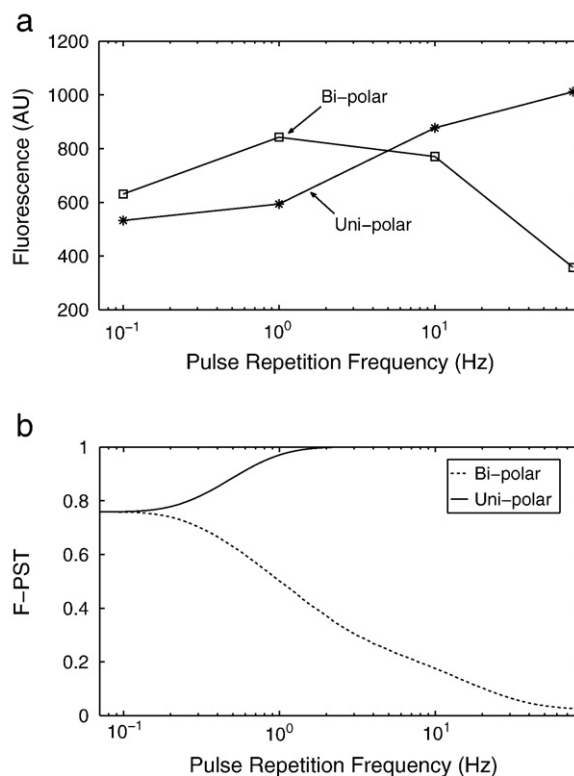 a
1200
1000
800
600
400
200
Fluorescence (AU)
Bi-polar
Uni-polar
10⁻¹ 10⁰ 10¹
Pulse Repetition Frequency (Hz)
b
1
0.8
0.6
0.4
0.2
0
F-PST
Bi-polar
Uni-polar
10⁻¹ 10⁰ 10¹
Pulse Repetition Frequency (Hz)